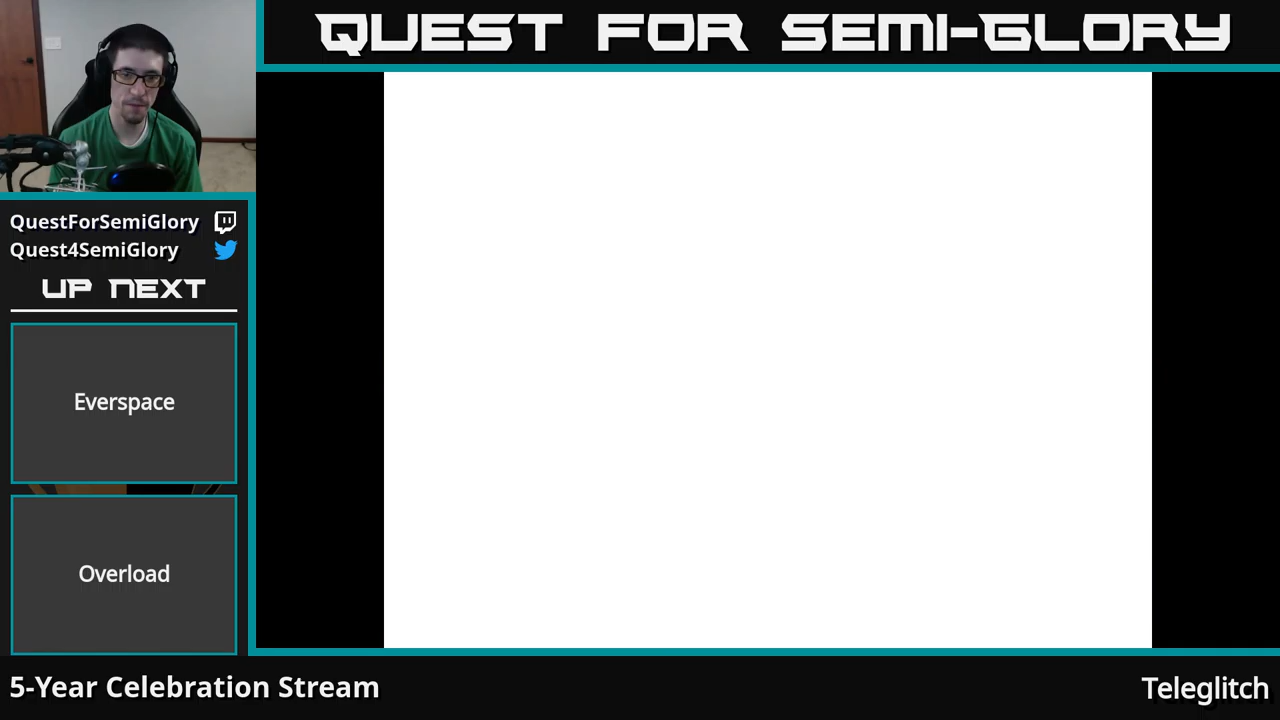 QUEST FOR SEMI-GLORY
QuestForSemiGlory
Quest4SemiGlory
UP NEXT
Everspace
Overload
5-Year Celebration Stream
Teleglitch